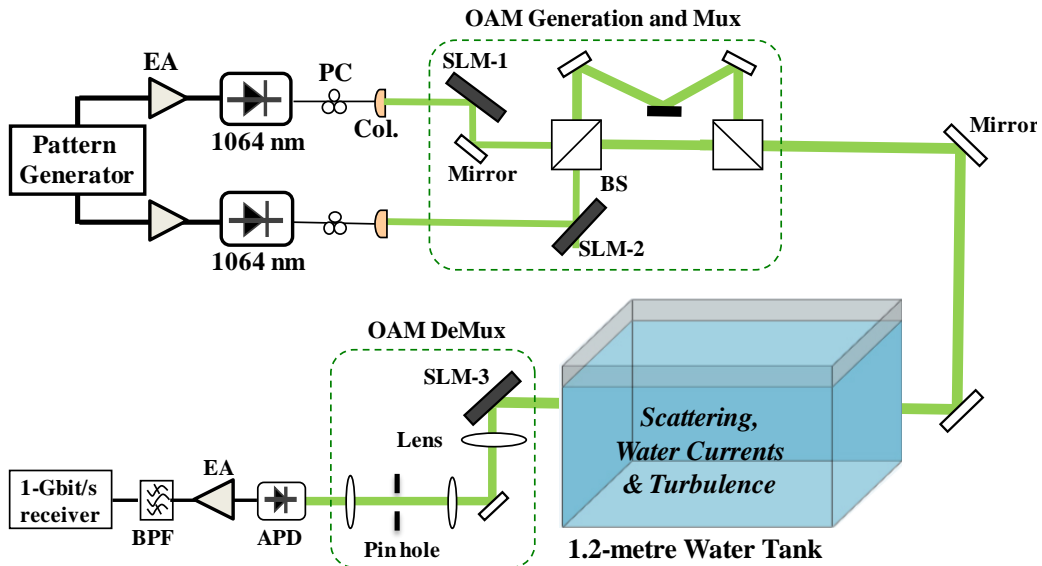 OAM Generation and Mux
EA
PC
SLM-1
Col.
1064 nm
Mirror
Mirror
Pattern
Generator
BS
SLM-2
1064 nm
OAM DeMux
SLM-3
Scattering,
Water Currents
& Turbulence
Lens
EA
1-Gbit/s
receiver
BPF
APD
Pin hole
1.2-metre Water Tank